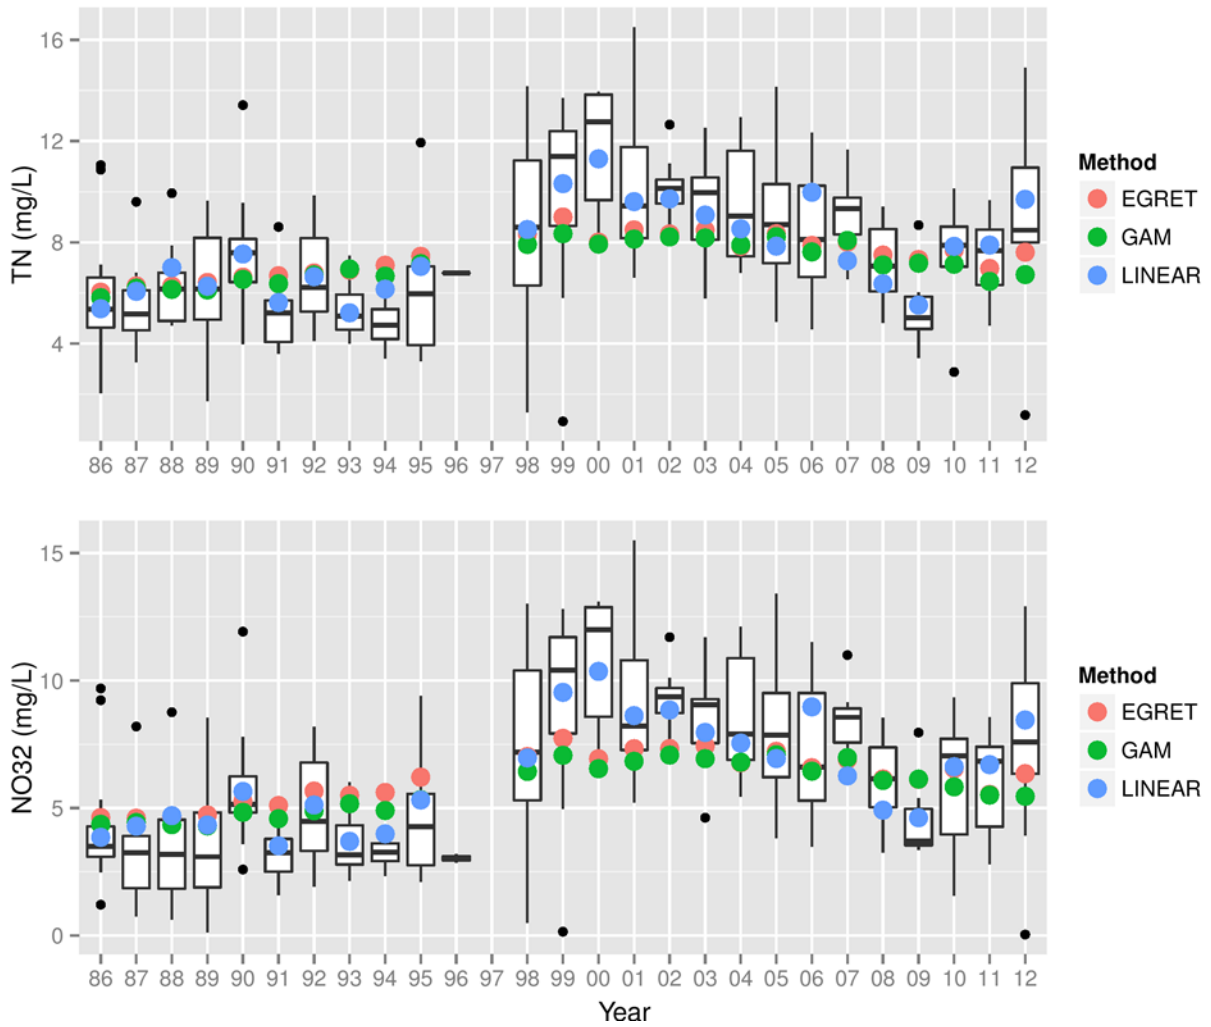 TN (mg/L)
16
12
8
4
86 87 88 89 90 91 92 93 94 95 96 97 98 99 00 01 02 03 04 05 06 07 08 09 10 11 12
Method
EGRET
GAM
LINEAR
NO32 (mg/L)
15
10
5
0
86 87 88 89 90 91 92 93 94 95 96 97 98 99 00 01 02 03 04 05 06 07 08 09 10 11 12
Year
Method
EGRET
GAM
LINEAR